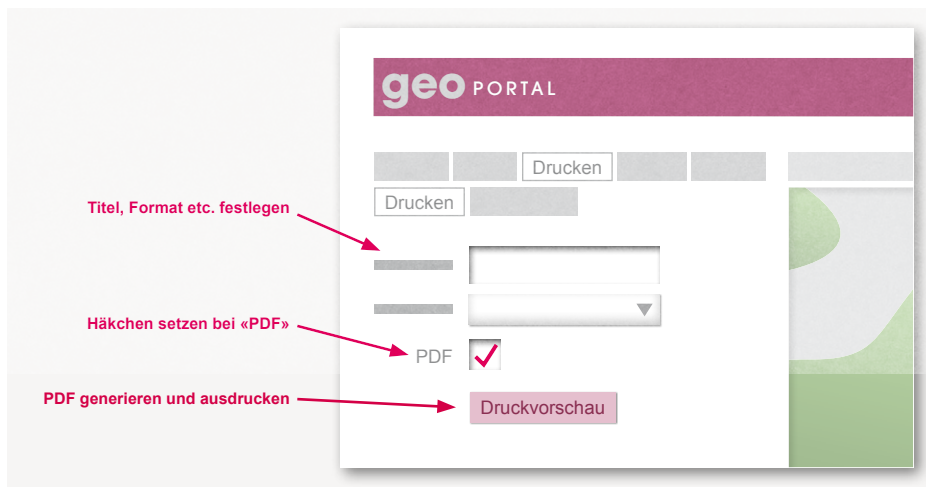 geo PORTAL
Drucken
Drucken
Titel, Format etc. festlegen
Häkchen setzen bei «PDF»
PDF
PDF generieren und ausdrucken
Druckvorschau